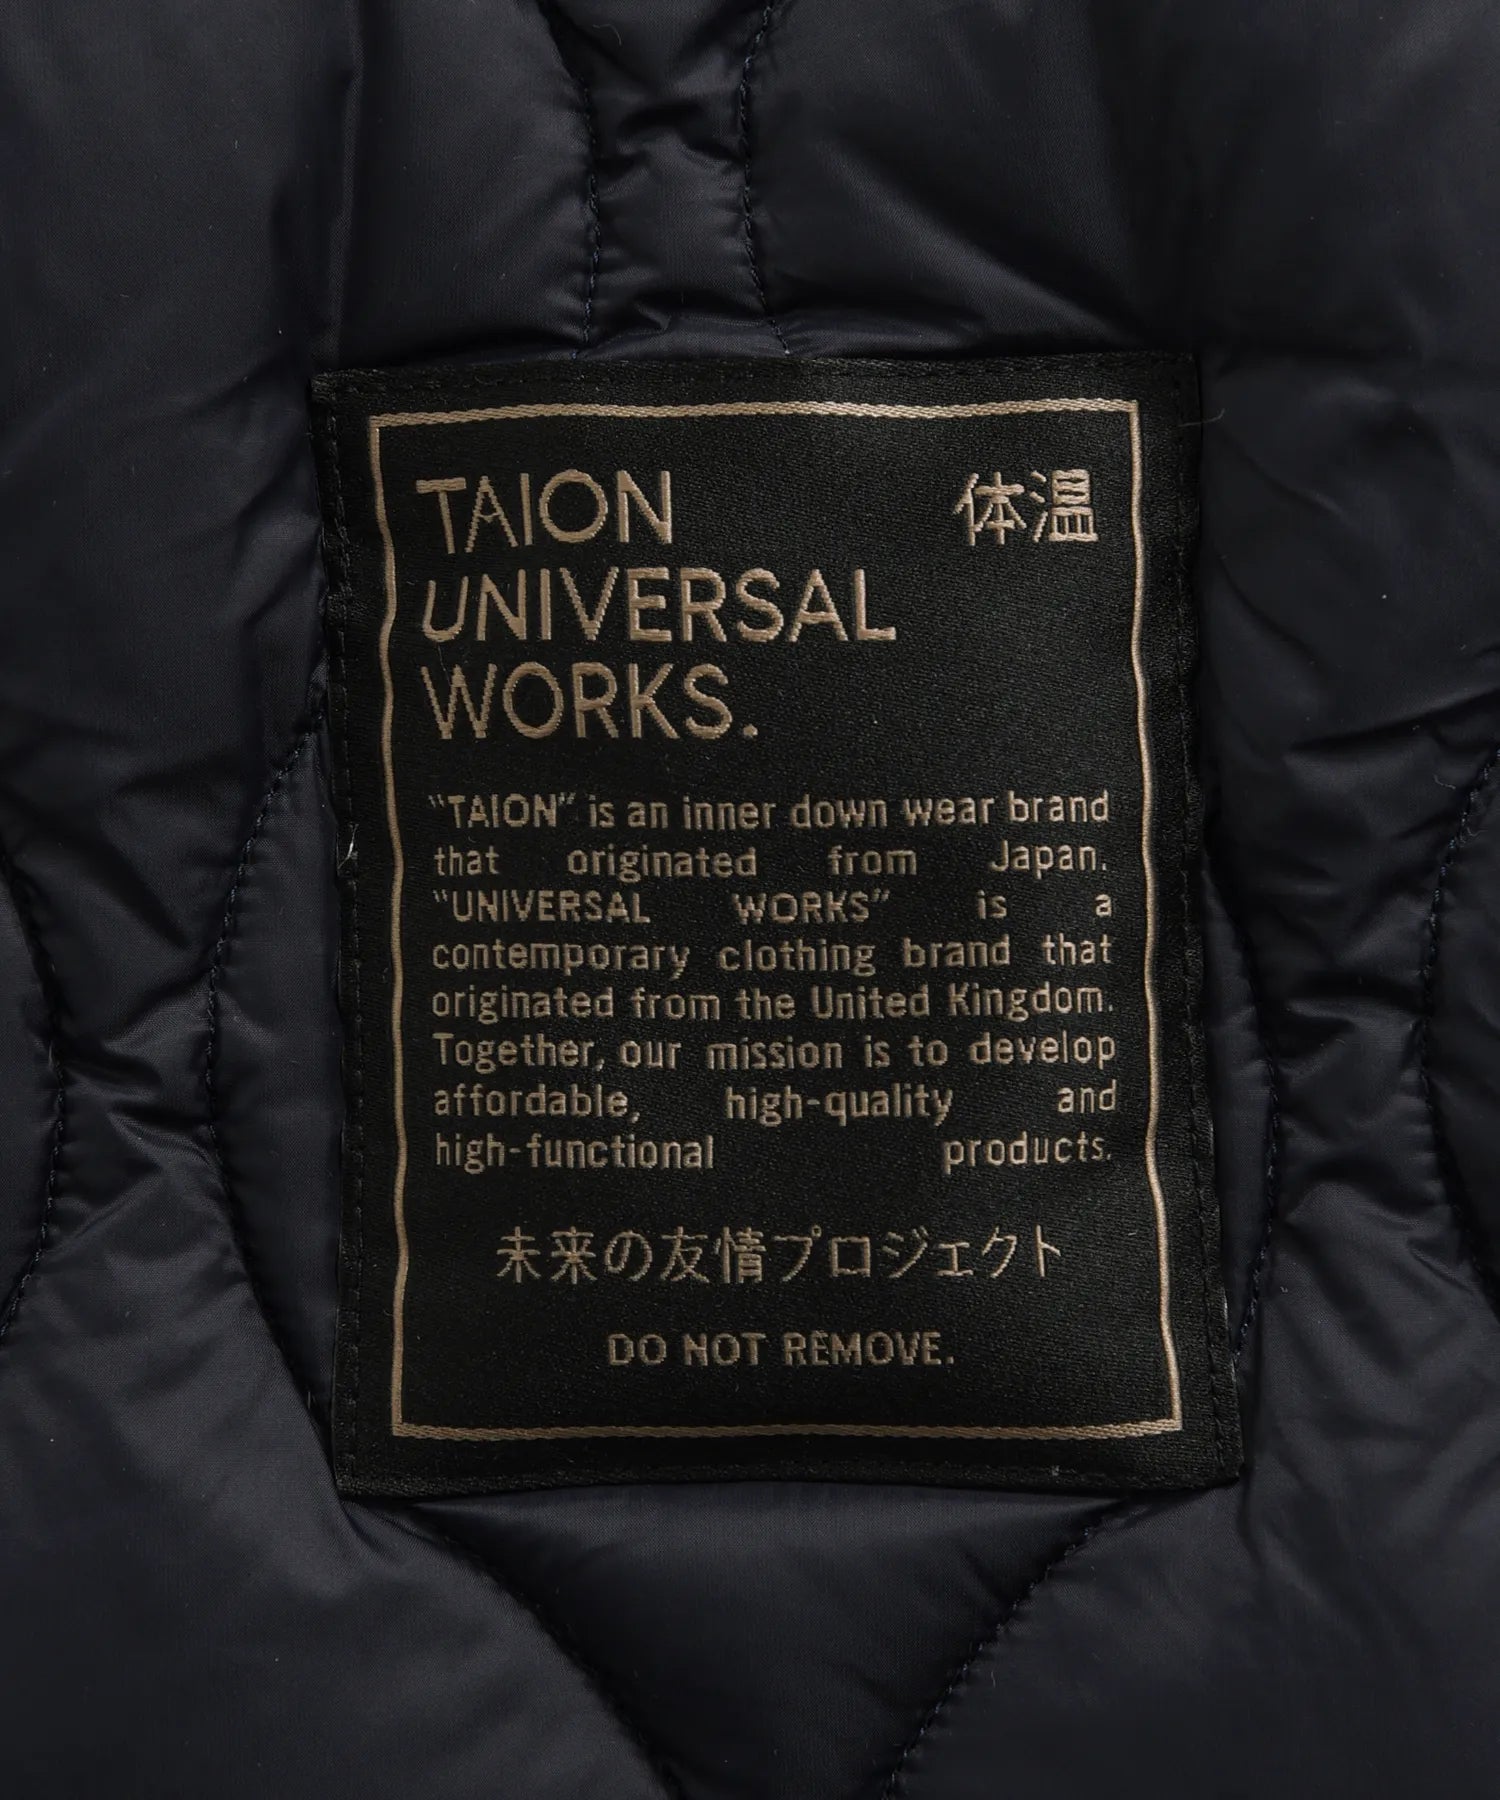 TAION 体温
UNIVERSAL
WORKS.
"TAION" is an inner down wear brand
that originated from Japan.
"UNIVERSAL WORKS" is a
contemporary clothing brand that
originated from the United Kingdom.
Together, our mission is to develop
affordable, high-quality and
high-functional products.
未来の友情プロジェクト
DO NOT REMOVE.